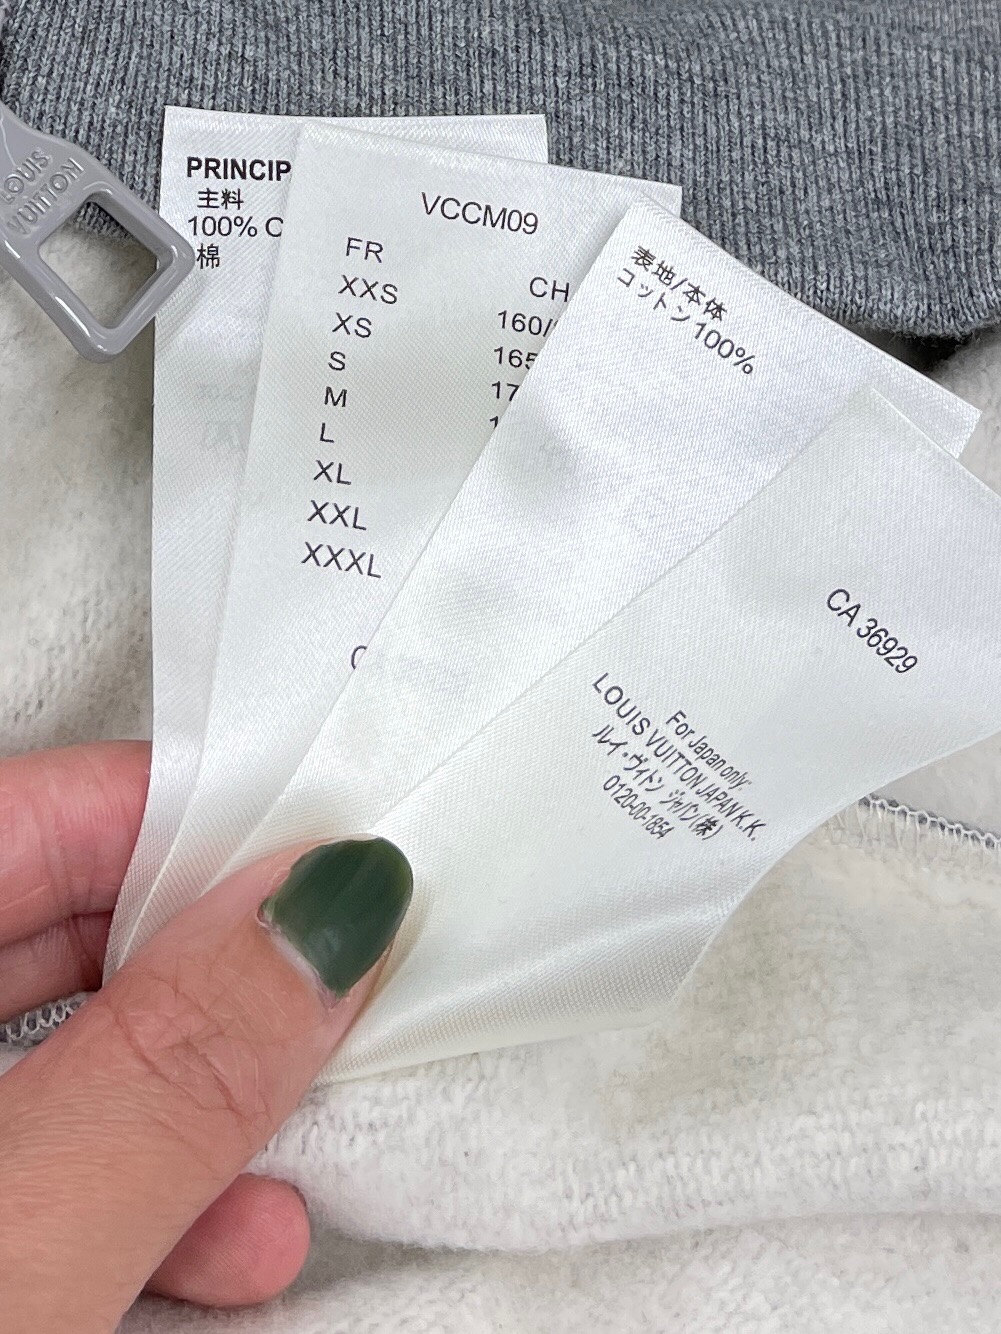 LOUIS
VUITTON
PRINCIP
主料
100% C
棉
VCCM09
FR
CH
XXS
160/
XS
165
S
17
M
1
L
XL
XXL
XXXL
表地/本体
コットン 100%
CA 36929
For Japan only:
LOUIS VUITTON JAPAN K.K.
ルイ・ヴィトン ジャパン(株)
0120-00-1854